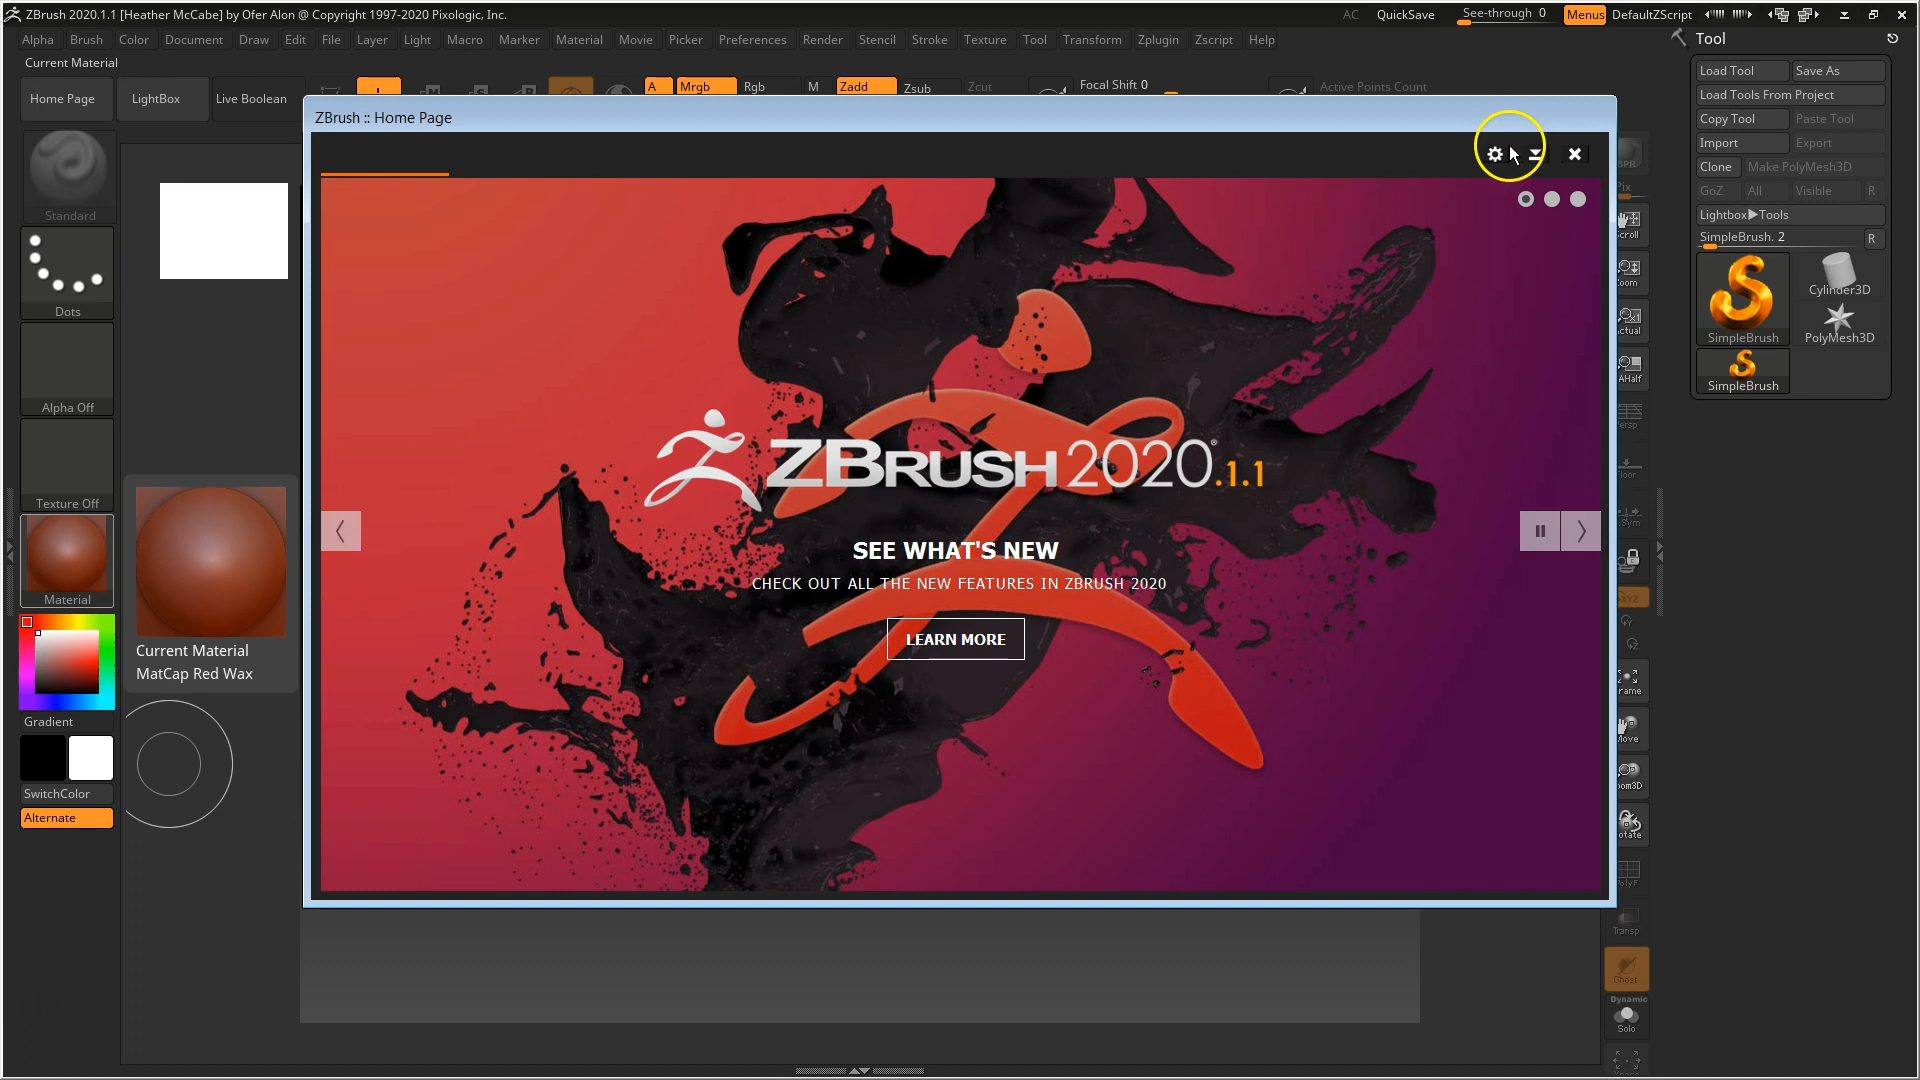 ZBrush 2020.1.1 [Heather McCabe] by Ofer Alon @ Copyright 1997-2020 Pixologic, Inc.
AC QuickSave See-through 0 Menus DefaultZScript
Alpha Brush Color Document Draw Edit File Layer Light Macro Marker Material Movie Picker Preferences Render Stencil Stroke Texture Tool Transform Zplugin Zscript Help
Tool
Current Material
Home Page LightBox Live Boolean
A Mrgb Rgb M Zadd Zsub Zcut Focal Shift 0 Active Points Count
ZBrush :: Home Page
Load Tool Save As
Load Tools From Project
Copy Tool Paste Tool
Import Export
Clone Make PolyMesh3D
GoZ All Visible R
Lightbox▶Tools
SimpleBrush. 2 R
SimpleBrush
Cylinder3D
PolyMesh3D
SimpleBrush
Standard
Dots
Alpha Off
Texture Off
Material
Gradient
SwitchColor
Alternate
Current Material
MatCap Red Wax
ZBRUSH 2020.1.1
SEE WHAT'S NEW
CHECK OUT ALL THE NEW FEATURES IN ZBRUSH 2020
LEARN MORE
Transp
Ghost
Dynamic
Solo